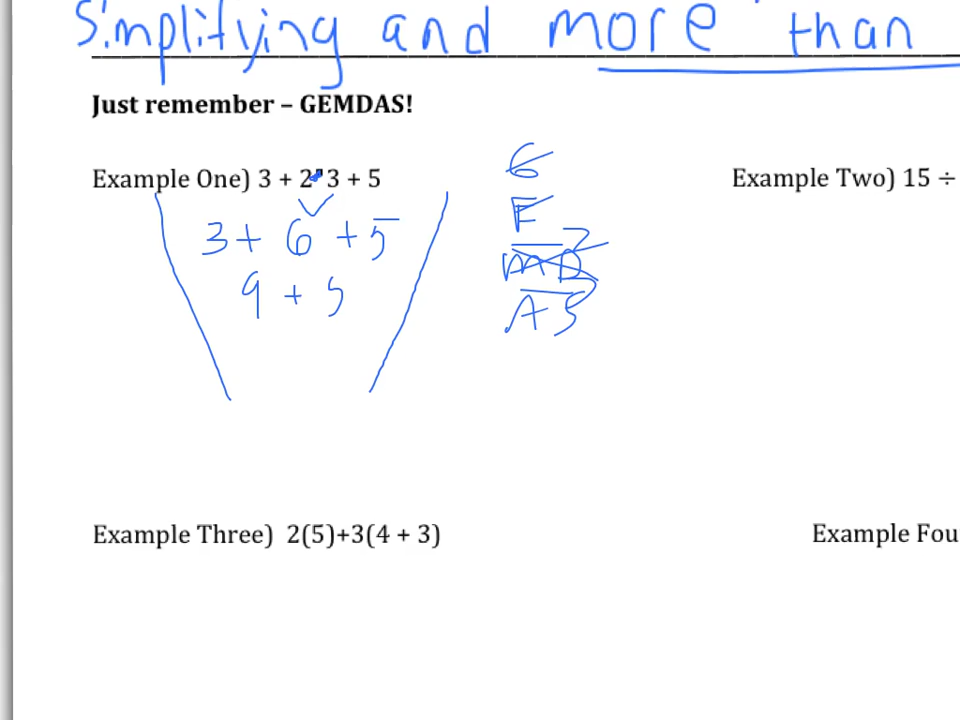 Simplifying and more than
Just remember – GEMDAS!
Example One) 3 + 2 • 3 + 5
3 + 6 + 5
9 + 5
G
E
MD
AS
Example Two) 15 ÷
Example Three) 2(5)+3(4 + 3)
Example Fou